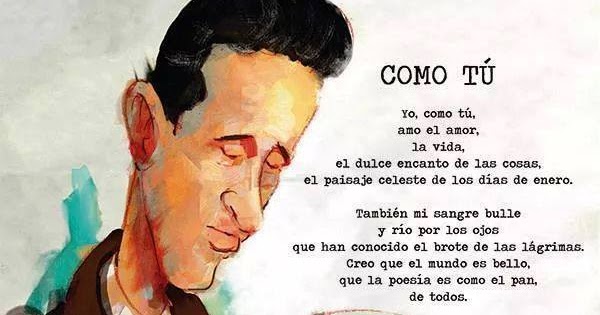 COMO TÚ
Yo, como tú,
amo el amor,
la vida,
el dulce encanto de las cosas,
el paisaje celeste de los días de enero.
También mi sangre bulle
y río por los ojos
que han conocido el brote de las lágrimas.
Creo que el mundo es bello,
que la poesía es como el pan,
de todos.